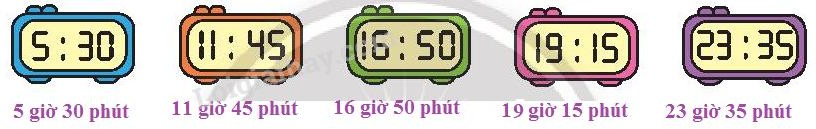 5 : 30 11 : 45 16 : 50 19 : 15 23 : 35
5 giờ 30 phút 11 giờ 45 phút 16 giờ 50 phút 19 giờ 15 phút 23 giờ 35 phút